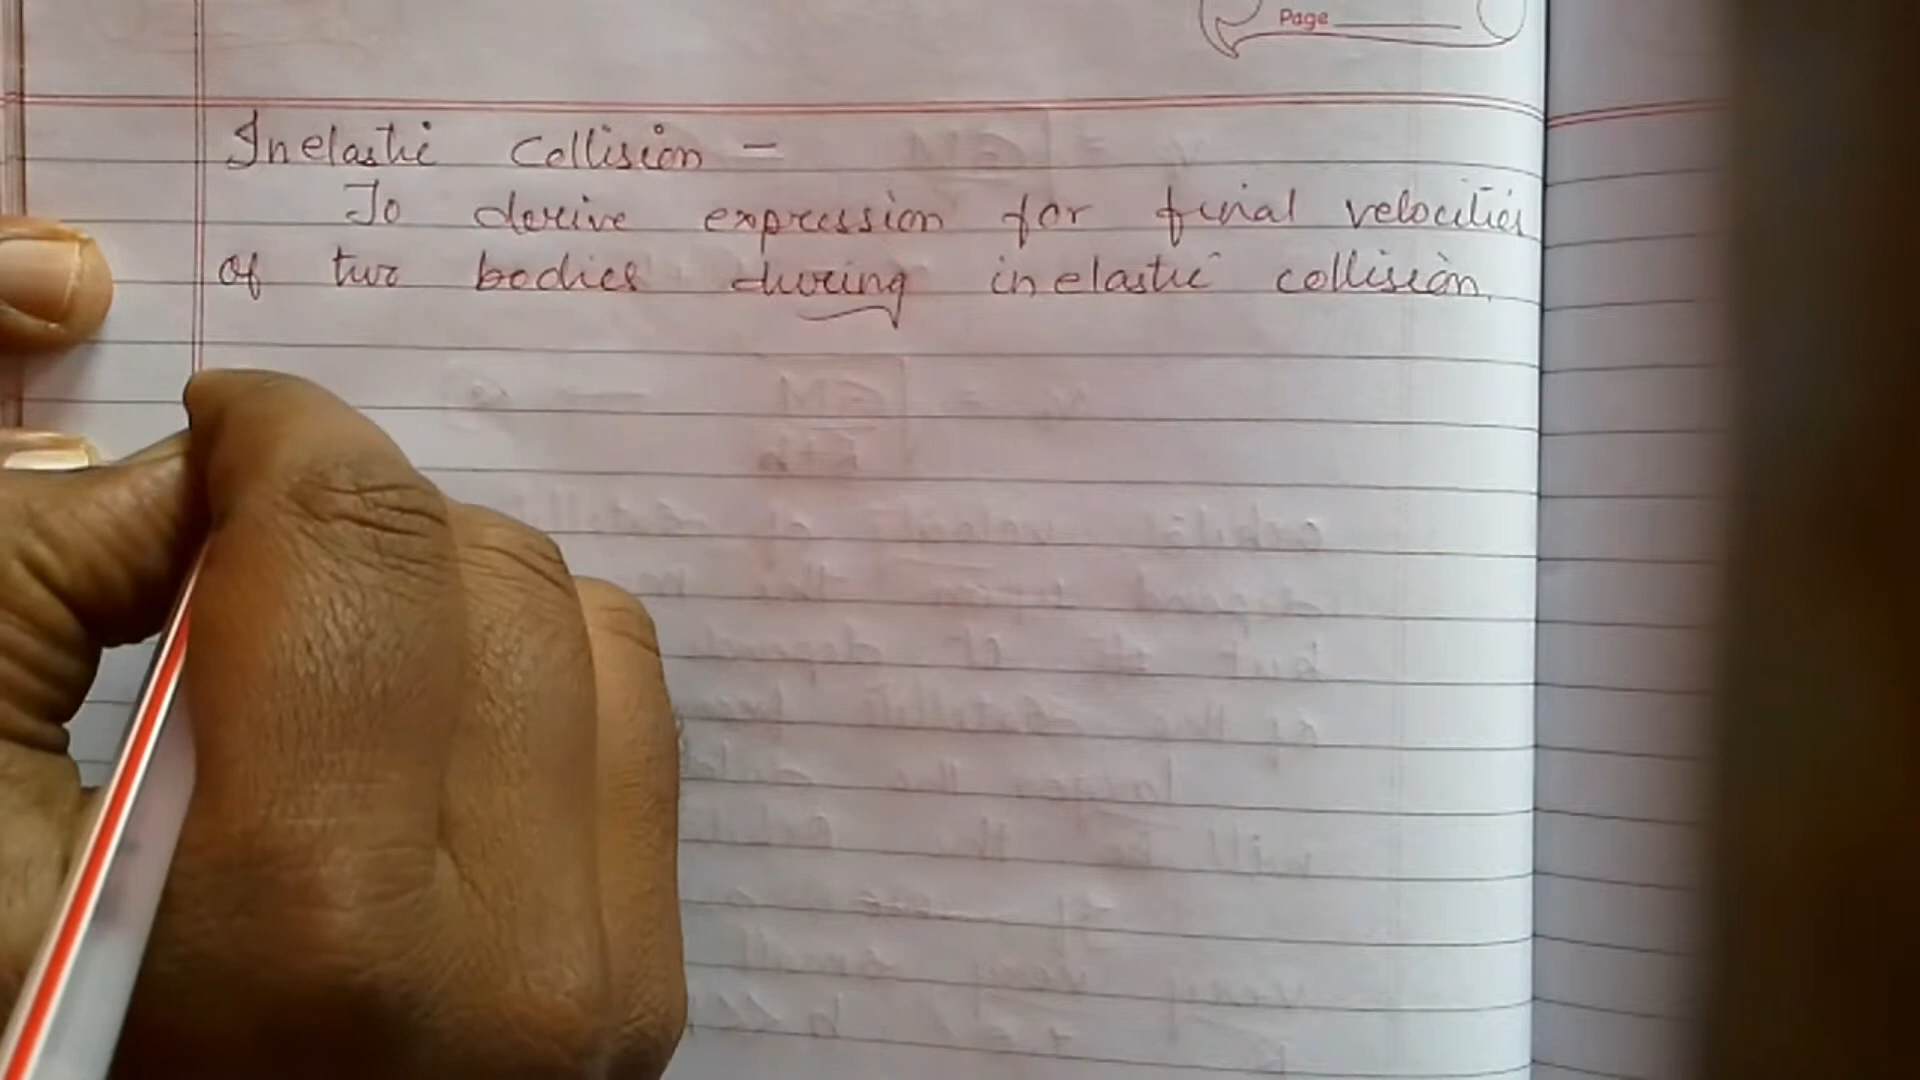 Page
Inelastic Collision -
To derive expression for final velocities
of two bodies during inelastic collision.